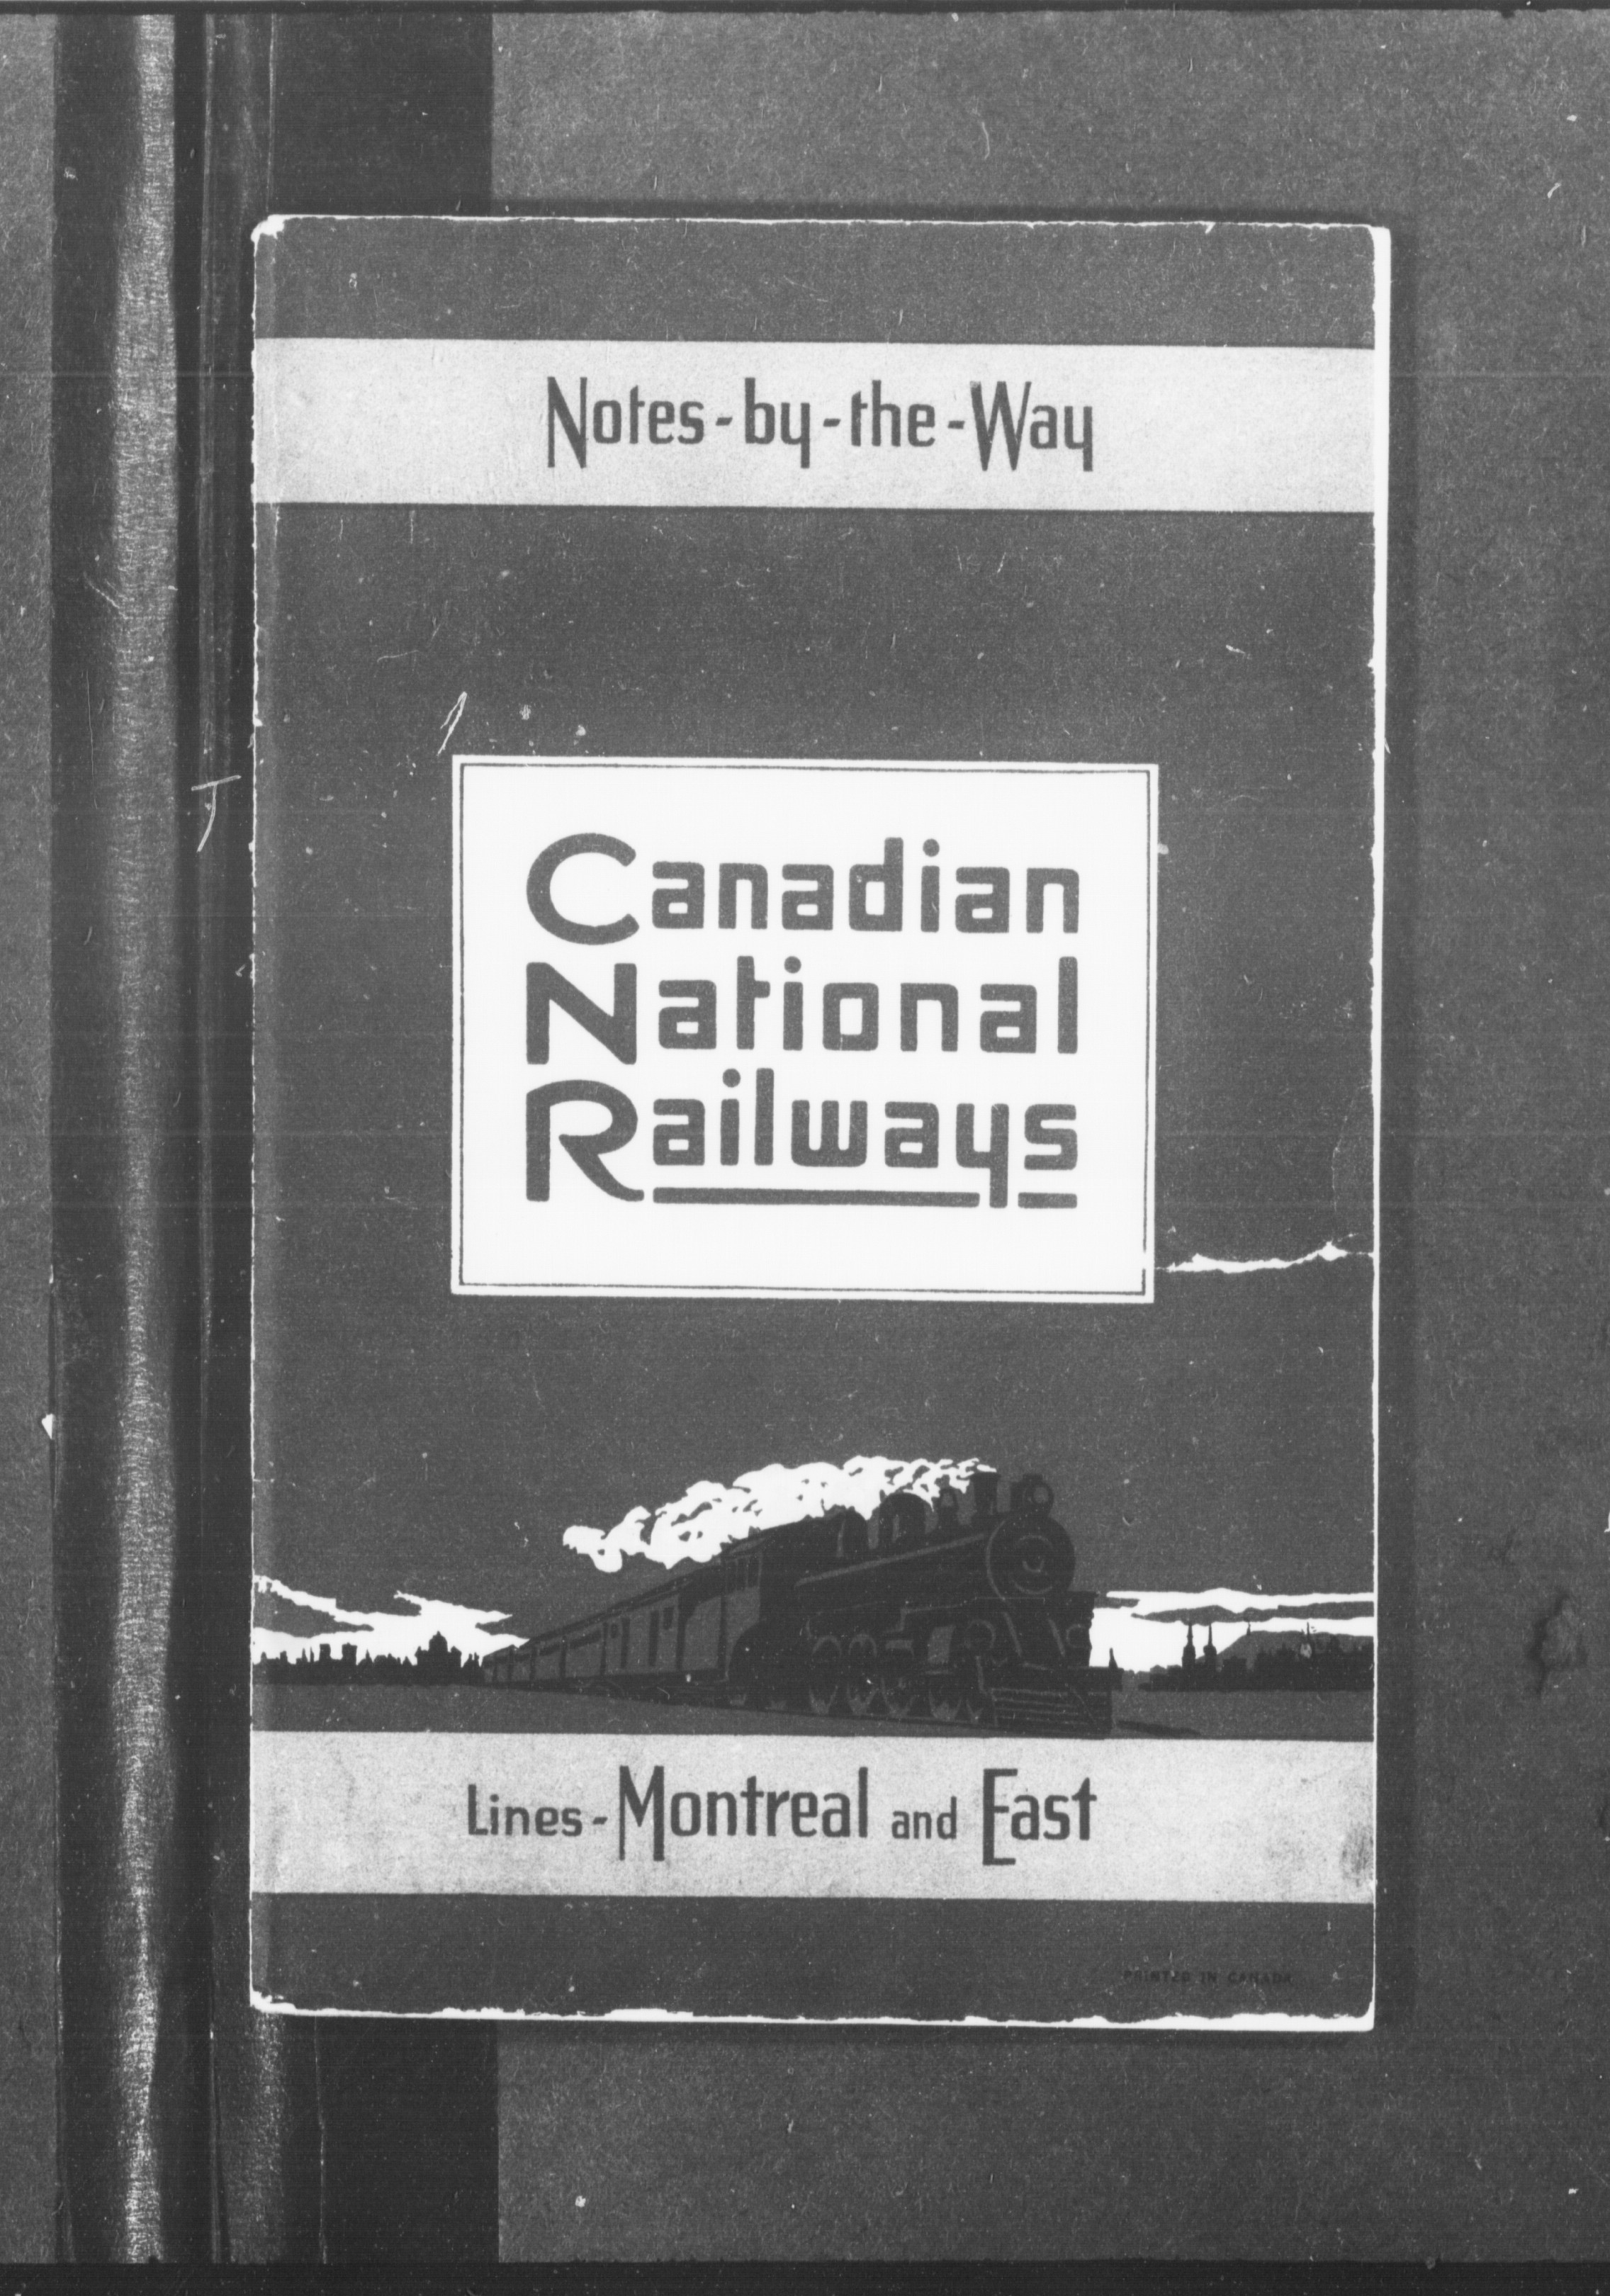 Notes-by-the-Way
Canadian
National
Railways
Lines-Montreal and East
PRINTED IN CANADA